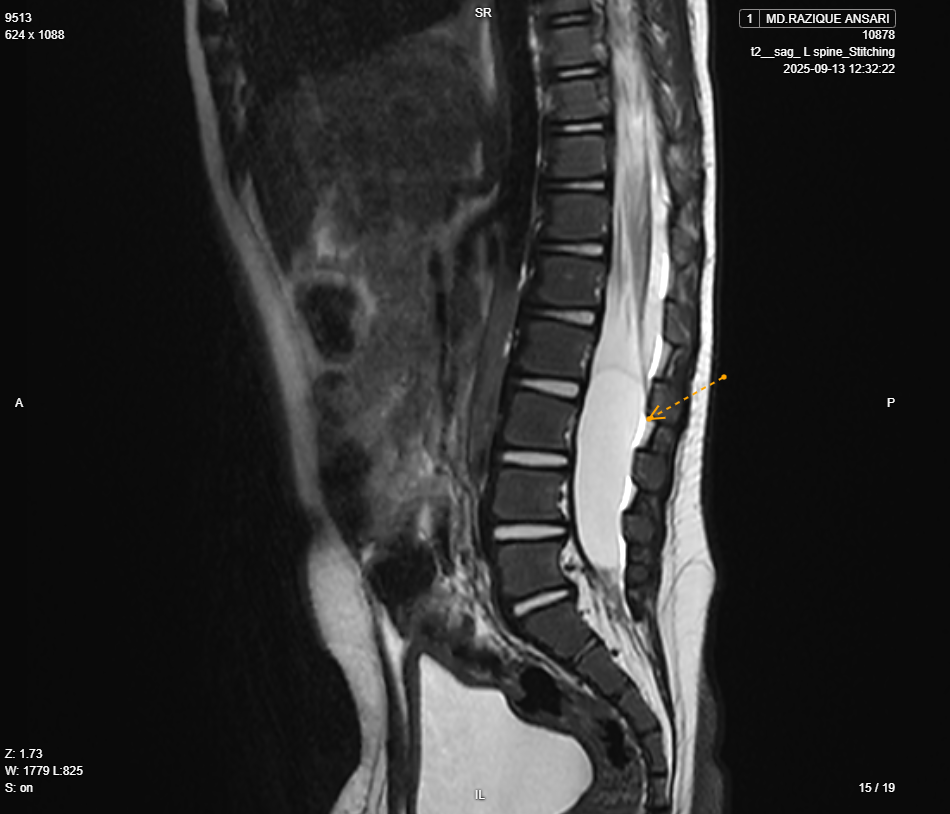 9513
624 x 1088
SR
1 MD.RAZIQUE ANSARI
10878
t2__sag_ L spine_Stitching
2025-09-13 12:32:22
A
P
Z: 1.73
W: 1779 L:825
S: on
IL
15 / 19